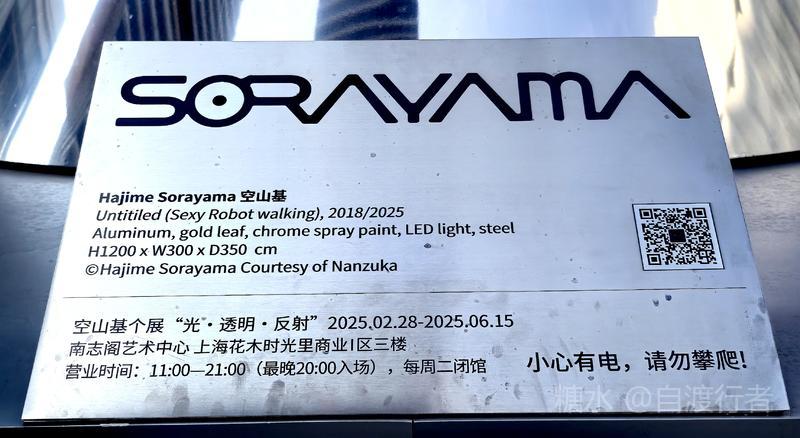 SORAYAMA
Hajime Sorayama 空山基
Untitiled (Sexy Robot walking), 2018/2025
Aluminum, gold leaf, chrome spray paint, LED light, steel
H1200 x W300 x D350 cm
©Hajime Sorayama Courtesy of Nanzuka
空山基个展“光·透明·反射”2025.02.28-2025.06.15
南志阁艺术中心 上海花木时光里商业I区三楼
营业时间：11:00—21:00（最晚20:00入场），每周二闭馆
小心有电，请勿攀爬!
糖水 @自渡行者